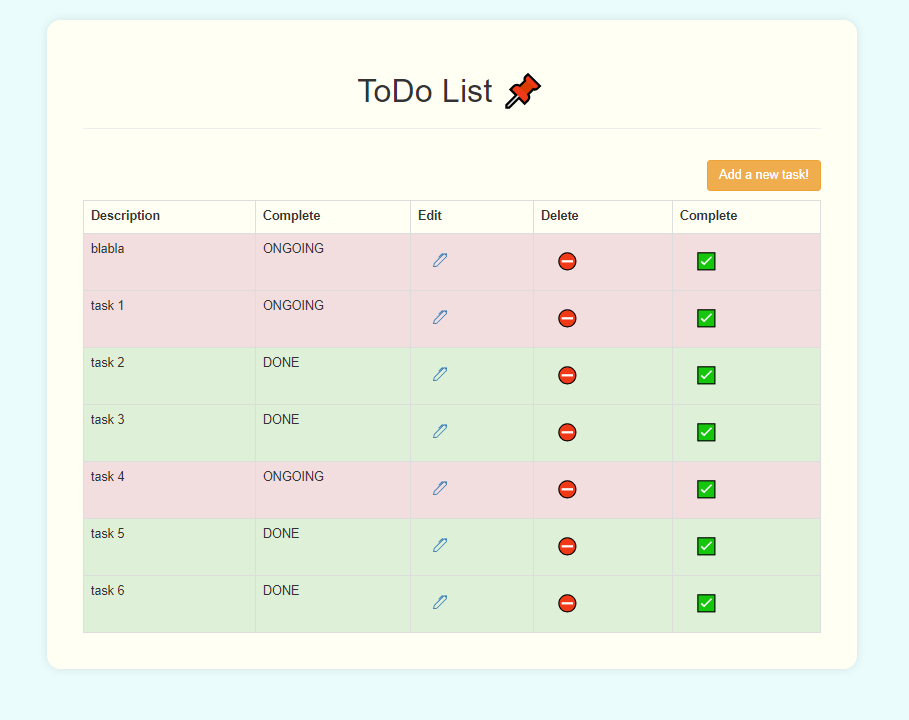 ToDo List
Add a new task!
Description Complete Edit Delete Complete
blabla ONGOING
task 1 ONGOING
task 2 DONE
task 3 DONE
task 4 ONGOING
task 5 DONE
task 6 DONE